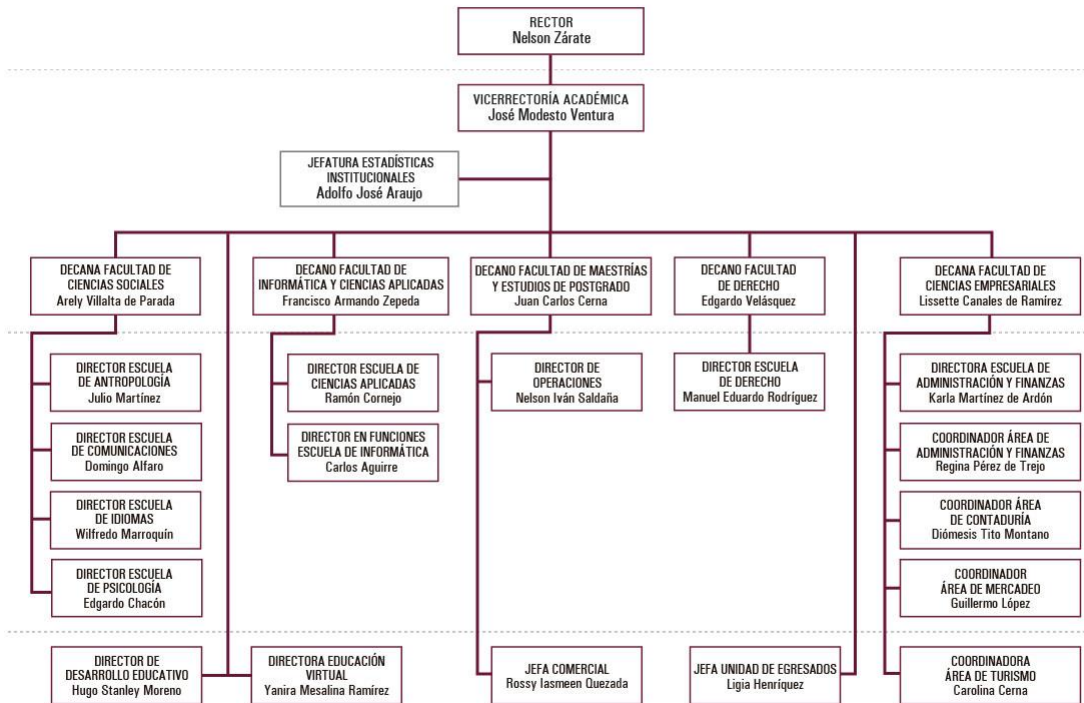 RECTOR
Nelson Zárate
VICERRECTORÍA ACADÉMICA
José Modesto Ventura
JEFATURA ESTADÍSTICAS
INSTITUCIONALES
Adolfo José Araujo
DECANA FACULTAD DE
CIENCIAS SOCIALES
Arely Villalta de Parada
DECANO FACULTAD DE
INFORMÁTICA Y CIENCIAS APLICADAS
Francisco Armando Zepeda
DECANO FACULTAD DE MAESTRÍAS
Y ESTUDIOS DE POSTGRADO
Juan Carlos Cerna
DECANO FACULTAD
DE DERECHO
Edgardo Velásquez
DECANA FACULTAD DE
CIENCIAS EMPRESARIALES
Lissette Canales de Ramírez
DIRECTOR ESCUELA
DE ANTROPOLOGÍA
Julio Martínez
DIRECTOR ESCUELA DE
CIENCIAS APLICADAS
Ramón Cornejo
DIRECTOR DE
OPERACIONES
Nelson Iván Saldaña
DIRECTOR ESCUELA
DE DERECHO
Manuel Eduardo Rodríguez
DIRECTORA ESCUELA DE
ADMINISTRACIÓN Y FINANZAS
Karla Martínez de Ardón
DIRECTOR ESCUELA
DE COMUNICACIONES
Domingo Alfaro
DIRECTOR EN FUNCIONES
ESCUELA DE INFORMÁTICA
Carlos Aguirre
COORDINADOR ÁREA DE
ADMINISTRACIÓN Y FINANZAS
Regina Pérez de Trejo
DIRECTOR ESCUELA
DE IDIOMAS
Wilfredo Marroquín
COORDINADOR ÁREA
DE CONTADURÍA
Diómesis Tito Montano
DIRECTOR ESCUELA
DE PSICOLOGÍA
Edgardo Chacón
COORDINADOR
ÁREA DE MERCADEO
Guillermo López
DIRECTOR DE
DESARROLLO EDUCATIVO
Hugo Stanley Moreno
DIRECTORA EDUCACIÓN
VIRTUAL
Yanira Mesalina Ramírez
JEFA COMERCIAL
Rossy Iasmeen Quezada
JEFA UNIDAD DE EGRESADOS
Ligia Henríquez
COORDINADORA
ÁREA DE TURISMO
Carolina Cerna